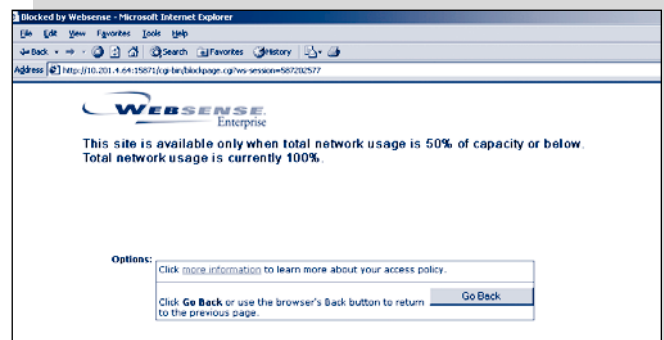 Blocked by Websense - Microsoft Internet Explorer
File Edit View Favorites Tools Help
Back Search Favorites History
Address http://10.201.4.64:15871/cgi-bin/blockpage.cgi?ws-session=587202577
WEBSENSE.
Enterprise
This site is available only when total network usage is 50% of capacity or below.
Total network usage is currently 100%.
Options:
Click more information to learn more about your access policy.
Click Go Back or use the browser's Back button to return
to the previous page.
Go Back